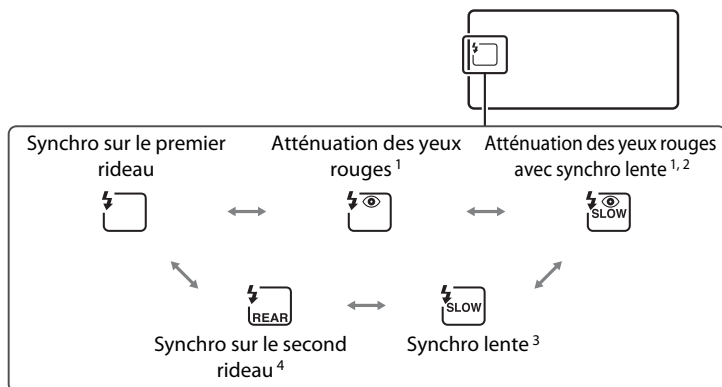 Synchro sur le premier
rideau
Atténuation des yeux
rouges 1
Atténuation des yeux rouges
avec synchro lente 1, 2
SLOW
REAR
SLOW
Synchro sur le second
rideau 4
Synchro lente 3